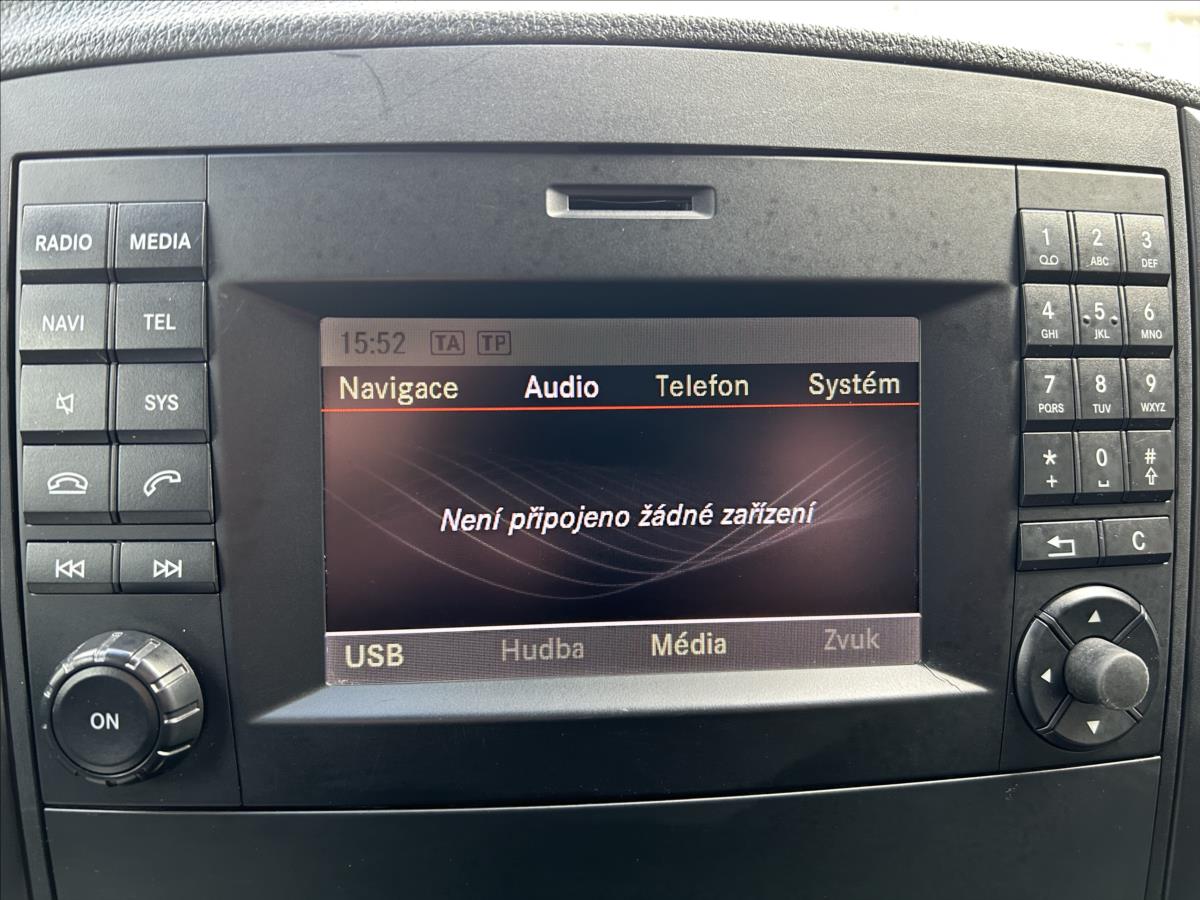 RADIO MEDIA
NAVI TEL
SYS
ON
15:52 TA TP
Navigace Audio Telefon Systém
Není připojeno žádné zařízení
USB Hudba Média Zvuk
1 2 3
ABC DEF
4 5 6
GHI JKL MNO
7 8 9
PQRS TUV WXYZ
* 0 #
+
C